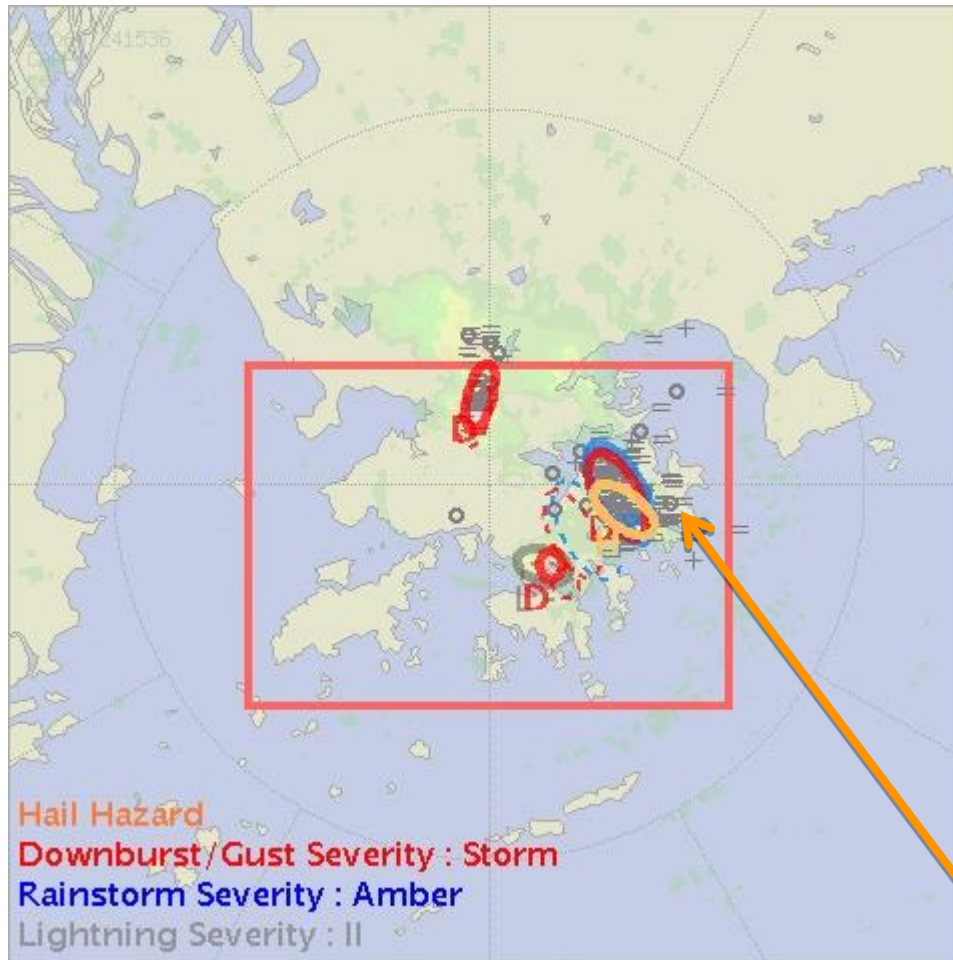 Hail Hazard
Downburst/Gust Severity : Storm
Rainstorm Severity : Amber
Lightning Severity : II
D
D